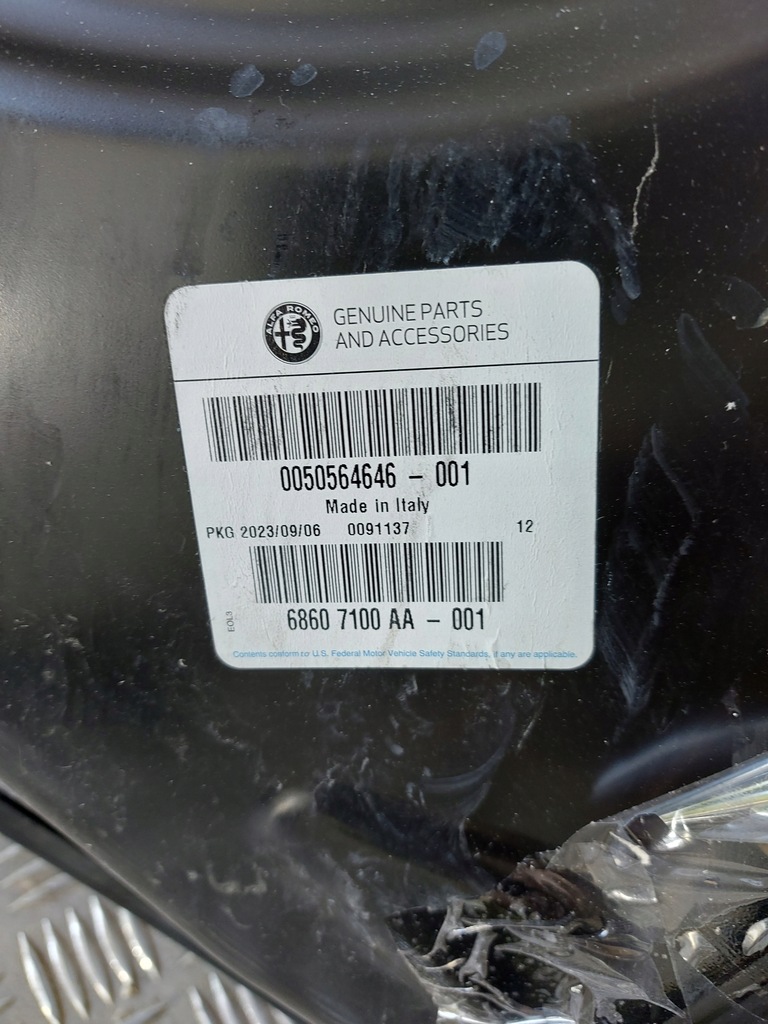 ALFA ROMEO
GENUINE PARTS
AND ACCESSORIES
0050564646 - 001
Made in Italy
PKG 2023/09/06 0091137 12
6860 7100 AA - 001
EOL3
Contents conform to U.S. Federal Motor Vehicle Safety Standards, if any are applicable.